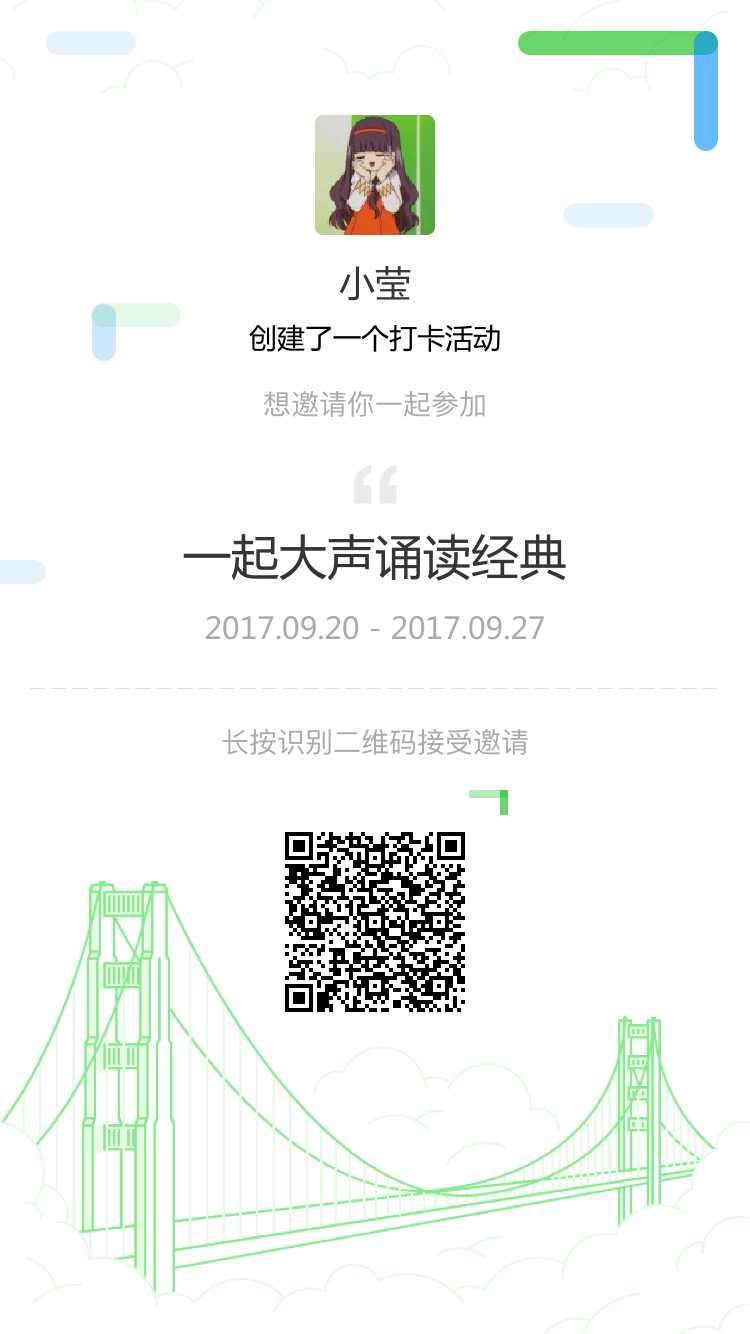 小莹
创建了一个打卡活动
想邀请你一起参加
“
一起大声诵读经典
2017.09.20 - 2017.09.27
长按识别二维码接受邀请